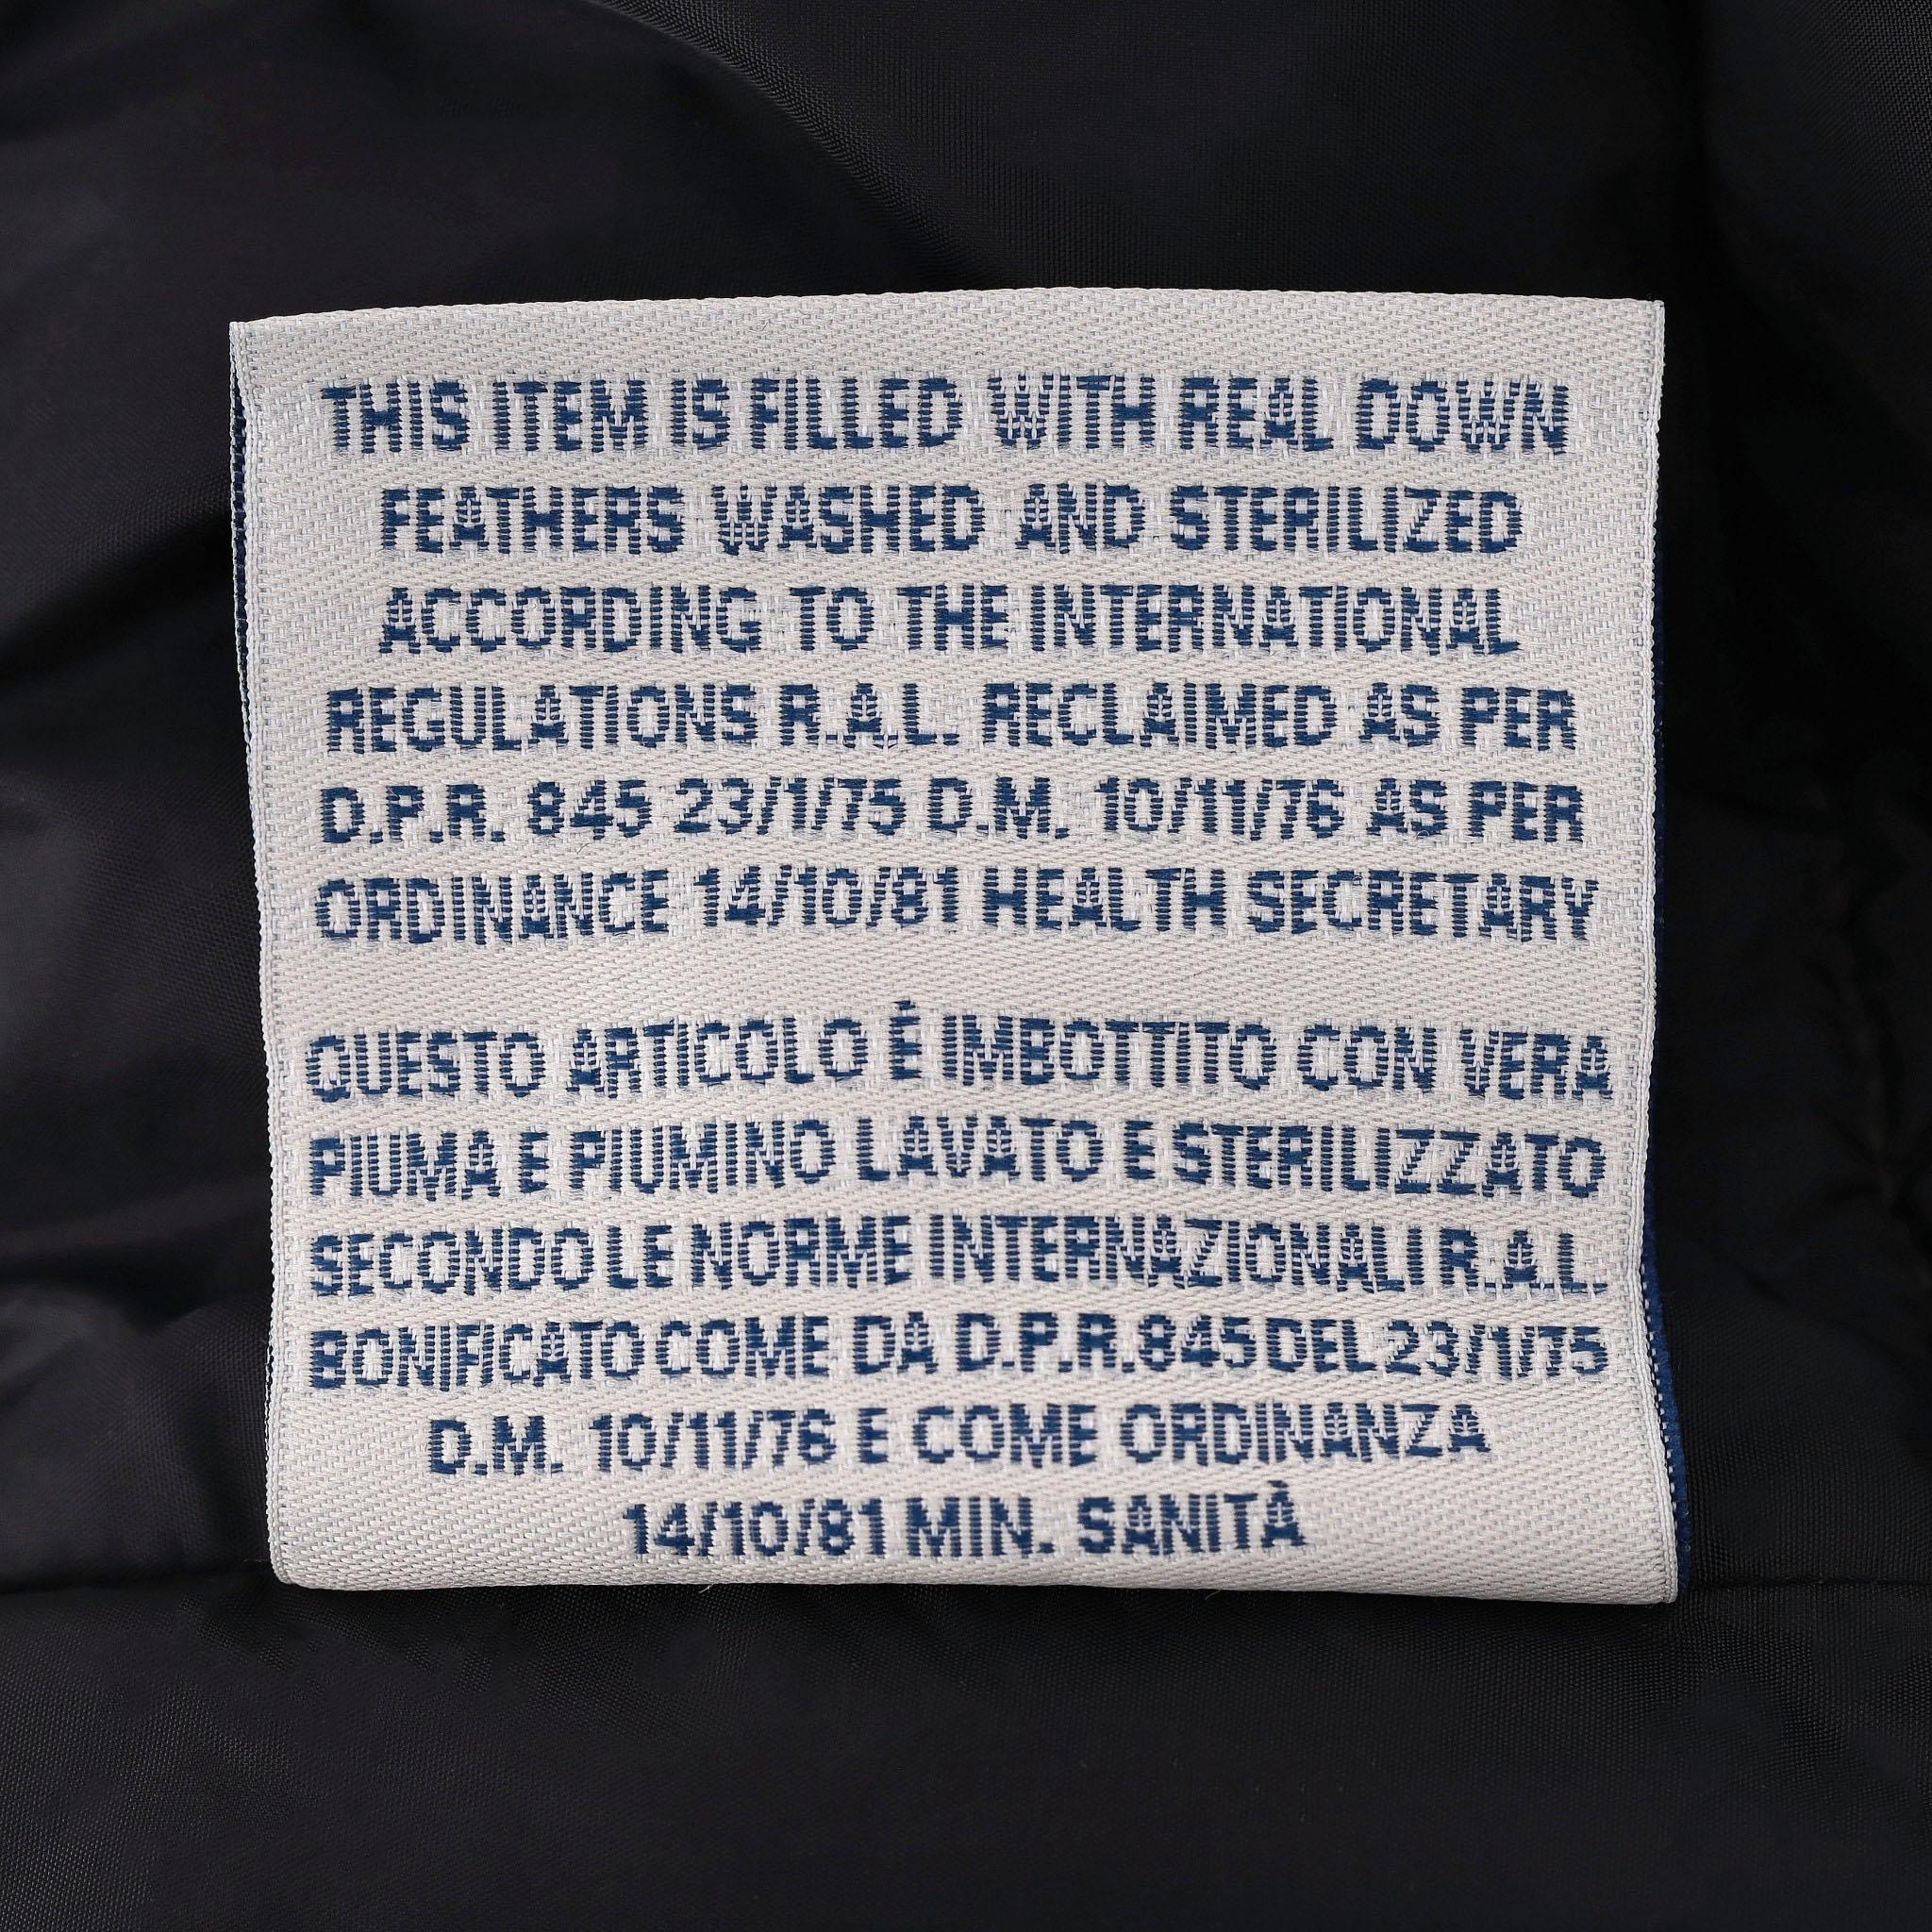 THIS ITEM IS FILLED WITH REAL DOWN
FEATHERS WASHED AND STERILIZED
ACCORDING TO THE INTERNATIONAL
REGULATIONS R.A.L. RECLAIMED AS PER
D.P.R. 845 23/1/75 D.M. 10/11/76 AS PER
ORDINANCE 14/10/81 HEALTH SECRETARY
QUESTO ARTICOLO É IMBOTTITO CON VERA
PIUMA E PIUMINO LAVATO E STERILIZZATO
SECONDO LE NORME INTERNAZIONALI R.A.L.
BONIFICATO COME DA D.P.R. 845 DEL 23/1/75
D.M. 10/11/76 E COME ORDINANZA
14/10/81 MIN. SANITÀ